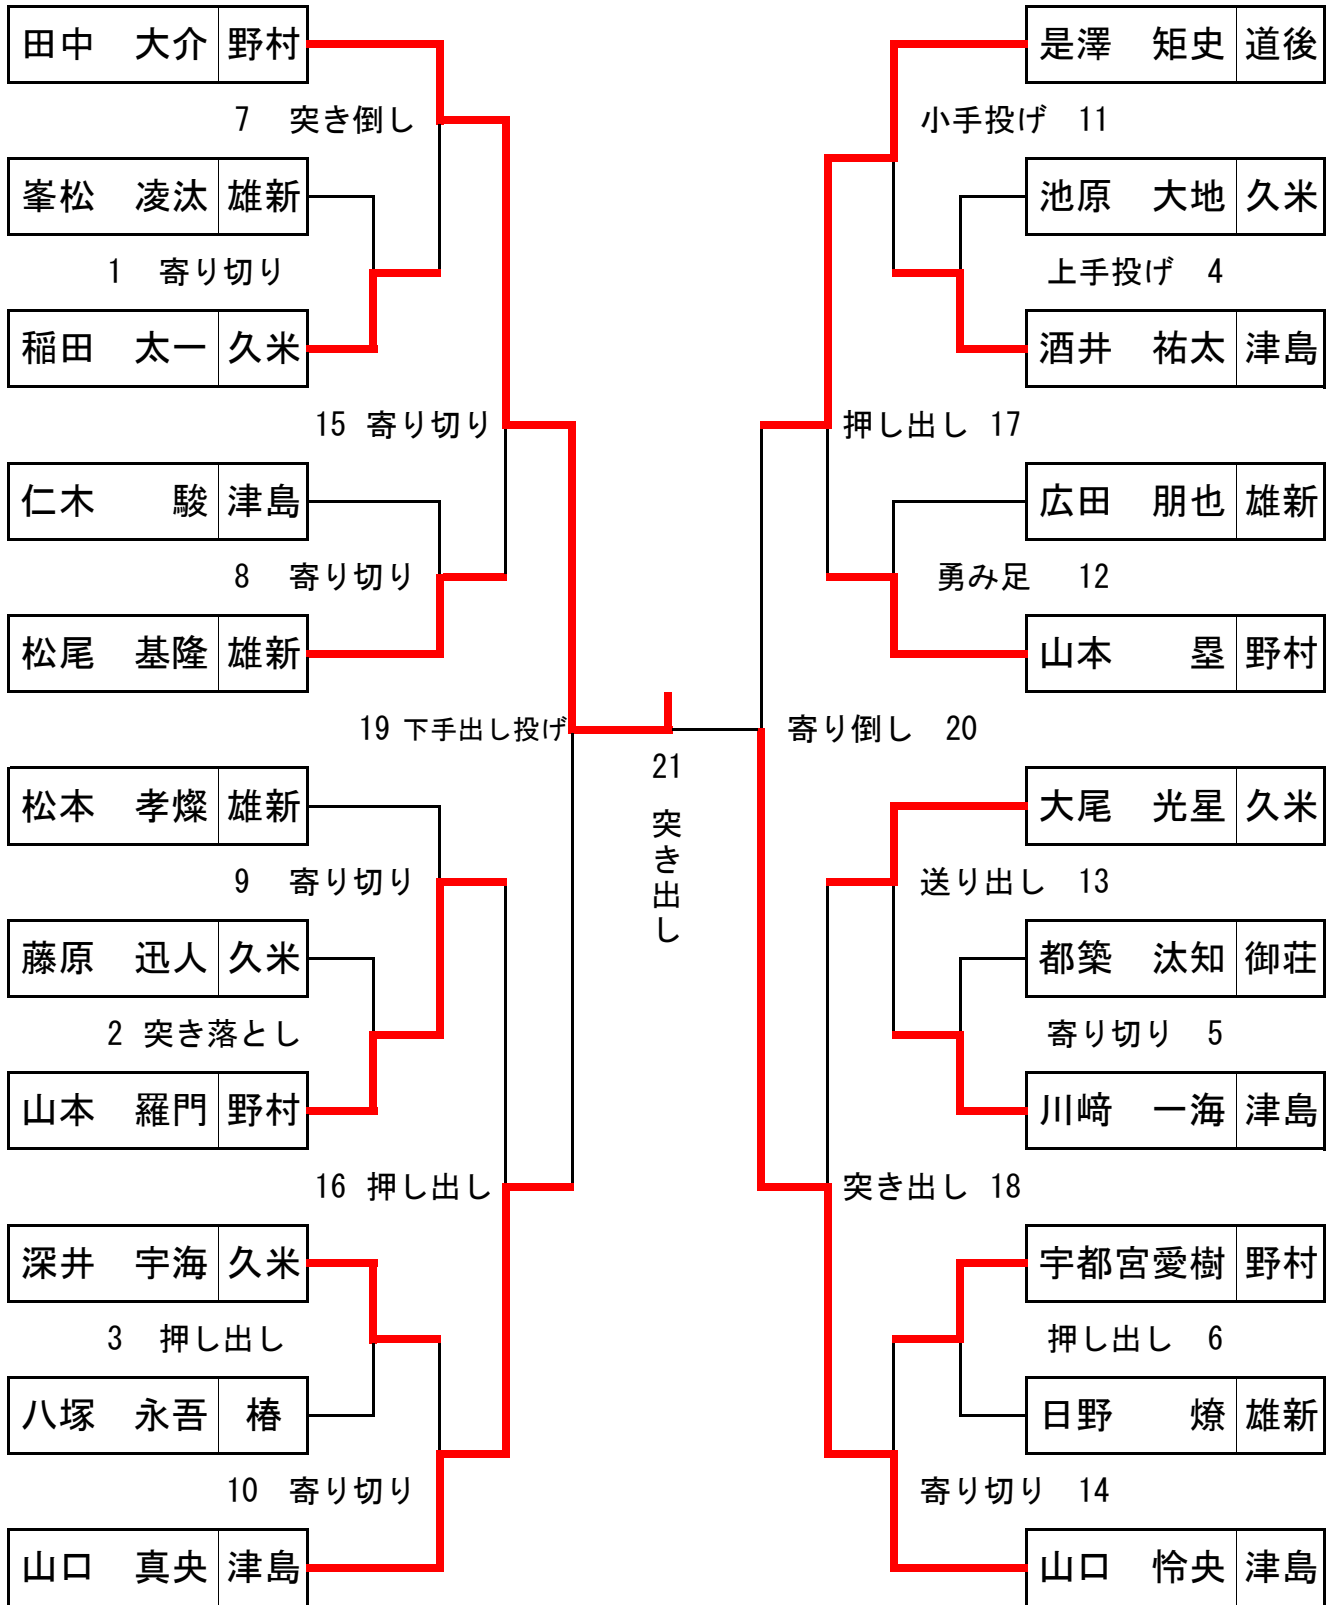 田中　大介 野村
7　突き倒し
峯松　凌汰 雄新
1　寄り切り
稲田　太一 久米
15 寄り切り
仁木　　駿 津島
8　寄り切り
松尾　基隆 雄新
19 下手出し投げ
松本　孝燦 雄新
9　寄り切り
藤原　迅人 久米
2 突き落とし
山本　羅門 野村
16 押し出し
深井　宇海 久米
3　押し出し
八塚　永吾 椿
10　寄り切り
山口　真央 津島
21
突き出し
是澤　矩史 道後
小手投げ　11
池原　大地 久米
上手投げ　4
酒井　祐太 津島
押し出し 17
広田　朋也 雄新
勇み足　12
山本　　塁 野村
寄り倒し　20
大尾　光星 久米
送り出し　13
都築　汰知 御荘
寄り切り　5
川﨑　一海 津島
突き出し 18
宇都宮愛樹 野村
押し出し　6
日野　　燎 雄新
寄り切り　14
山口　怜央 津島